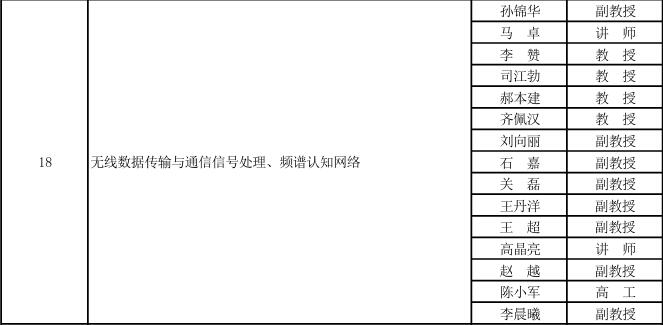 孙锦华 副教授
马 卓 讲 师
李 赞 教 授
司江勃 教 授
郝本建 教 授
齐佩汉 教 授
刘向丽 副教授
18 无线数据传输与通信信号处理、频谱认知网络 石 嘉 副教授
关 磊 副教授
王丹洋 副教授
王 超 副教授
高晶亮 讲 师
赵 越 副教授
陈小军 高 工
李晨曦 副教授